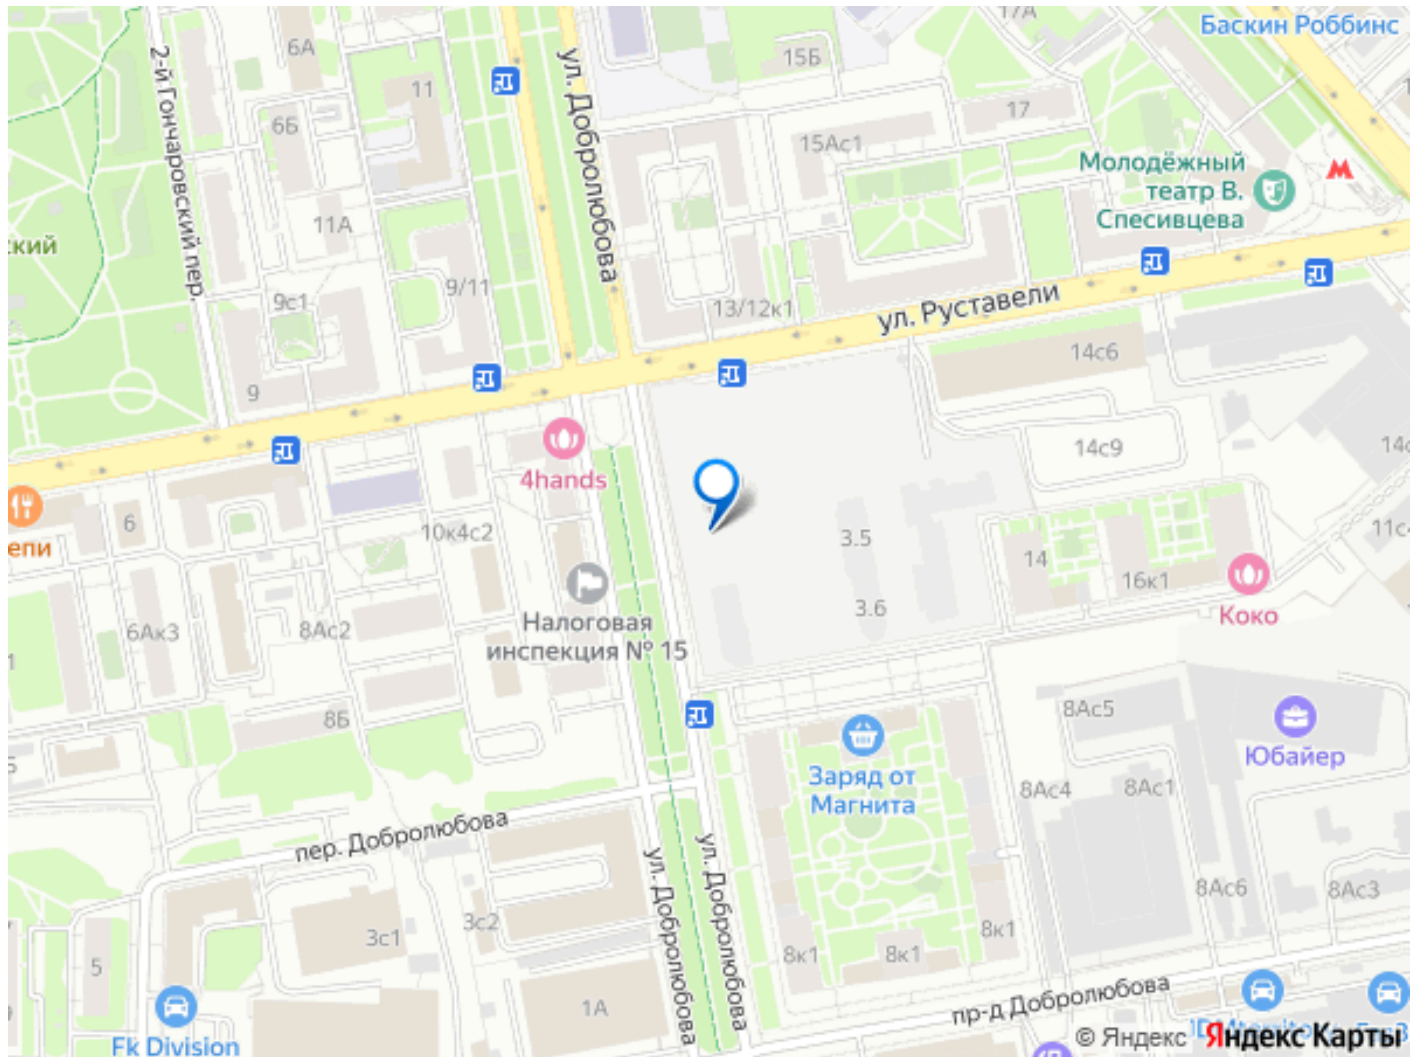 17А
Баскин Роббинс
6А
2-й Гончаровский пер.
ул. Добролюбова
15Б
11
17
6Б
15Ас1
Молодёжный
театр В.
Спесивцева
11А
ский
9/11
9с1
13/12к1
ул. Руставели
14с6
9
4hands
14с9
6
10к4с2
3.5
14
16к1
Коко
3.6
Налоговая
инспекция № 15
6Ак3
8Ас2
8Б
8Ас5
Юбайер
Заряд от
Магнита
8Ас4
8Ас1
пер. Добролюбова
ул. Добролюбова
ул. Добролюбова
8Ас6
8Ас3
3с2
3с1
8к1
8к1
8к1
5
1А
пр-д Добролюбова
Fk Division
© Яндекс
Яндекс Карты